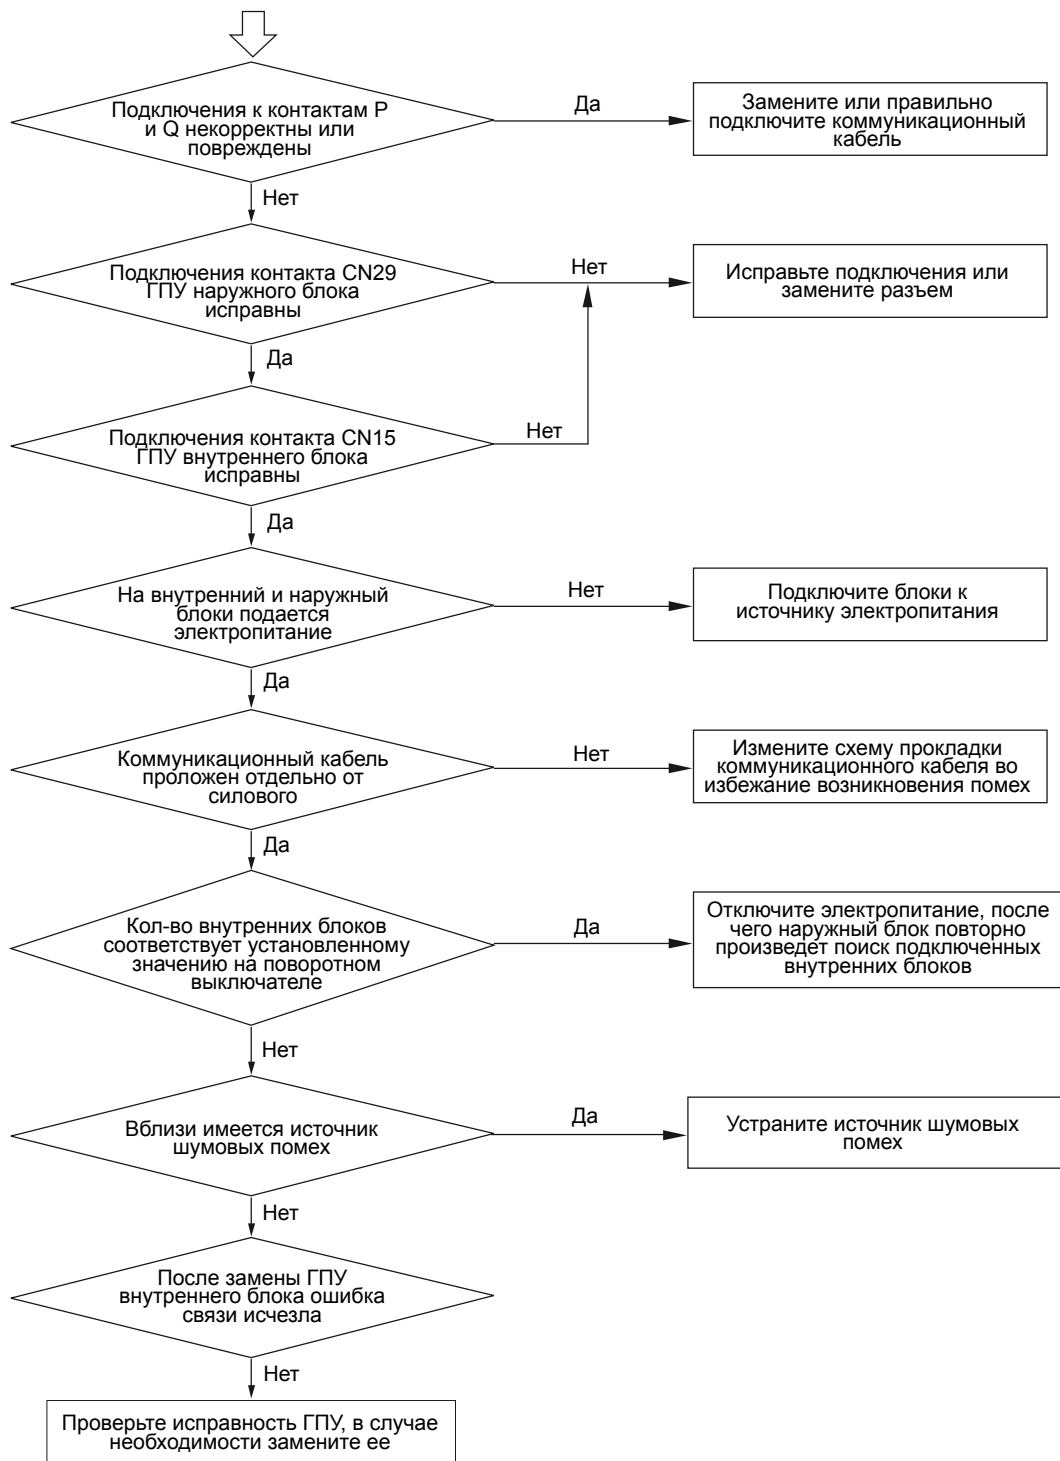 Подключения к контактам P
и Q некорректны или
повреждены
Да
Замените или правильно
подключите коммуникационный
кабель
Нет
Подключения контакта CN29
ГПУ наружного блока
исправны
Нет
Исправьте подключения или
замените разъем
Да
Подключения контакта CN15
ГПУ внутреннего блока
исправны
Нет
Да
На внутренний и наружный
блоки подается
электропитание
Нет
Подключите блоки к
источнику электропитания
Да
Коммуникационный кабель
проложен отдельно от
силового
Нет
Измените схему прокладки
коммуникационного кабеля во
избежание возникновения помех
Да
Кол-во внутренних блоков
соответствует установленному
значению на поворотном
выключателе
Да
Отключите электропитание, после
чего наружный блок повторно
произведет поиск подключенных
внутренних блоков
Нет
Вблизи имеется источник
шумовых помех
Да
Устраните источник шумовых
помех
Нет
После замены ГПУ
внутреннего блока ошибка
связи исчезла
Нет
Проверьте исправность ГПУ, в случае
необходимости замените ее